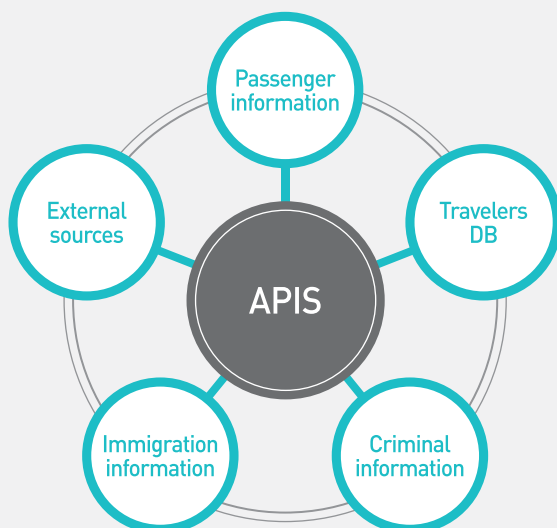 Passenger
information
External
sources
Travelers
DB
APIS
Immigration
information
Criminal
information